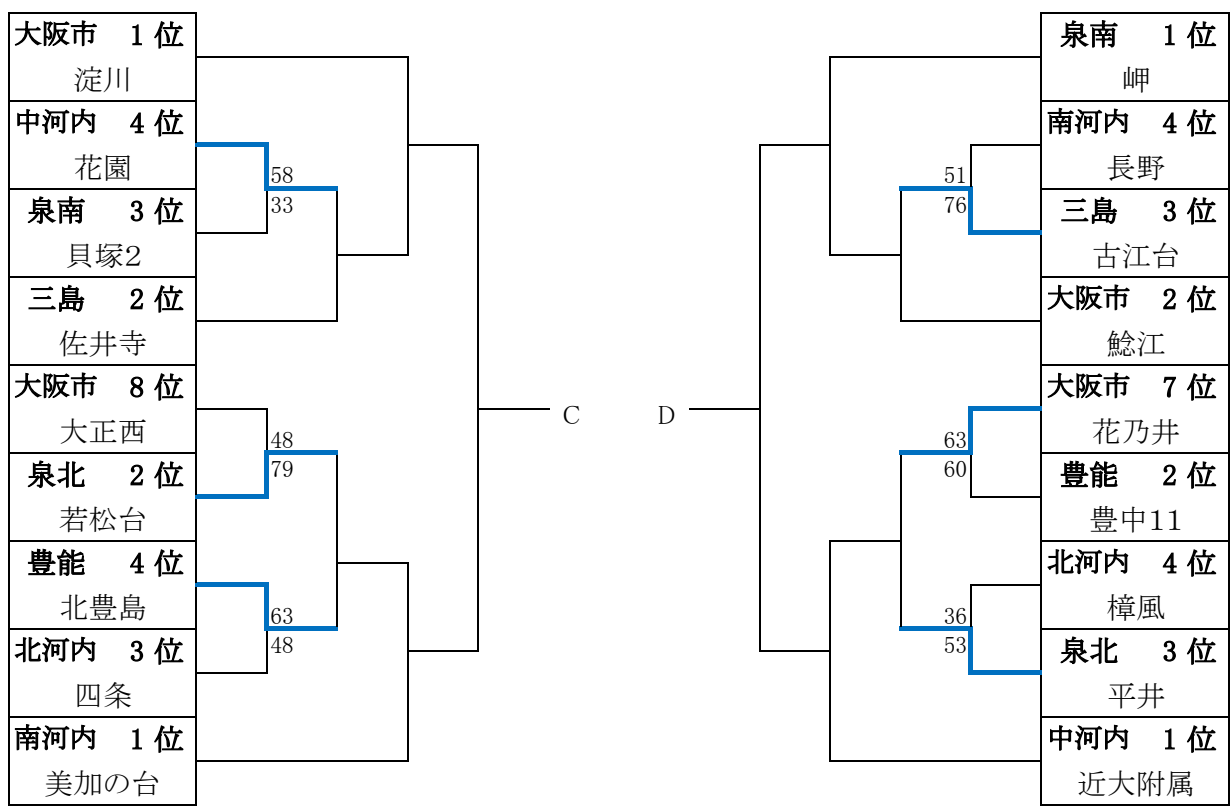 大阪市 1 位
淀川
中河内 4 位
花園
泉南 3 位
貝塚2
三島 2 位
佐井寺
大阪市 8 位
大正西
泉北 2 位
若松台
豊能 4 位
北豊島
北河内 3 位
四条
南河内 1 位
美加の台
58
33
48
79
63
48
C
D
51
76
63
60
36
53
泉南 1 位
岬
南河内 4 位
長野
三島 3 位
古江台
大阪市 2 位
鯰江
大阪市 7 位
花乃井
豊能 2 位
豊中11
北河内 4 位
樟風
泉北 3 位
平井
中河内 1 位
近大附属